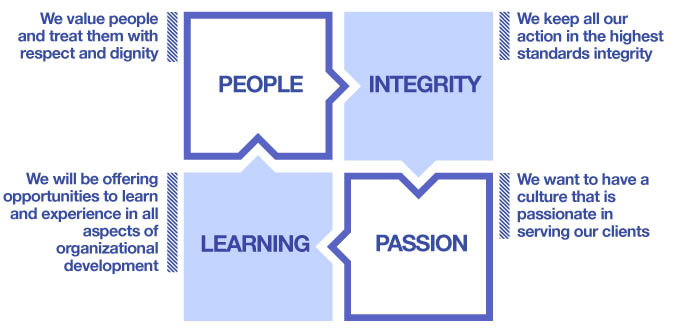 We value people
and treat them with
respect and dignity
PEOPLE
INTEGRITY
We keep all our
action in the highest
standards integrity
We will be offering
opportunities to learn
and experience in all
aspects of
organizational
development
LEARNING
PASSION
We want to have a
culture that is
passionate in
serving our clients